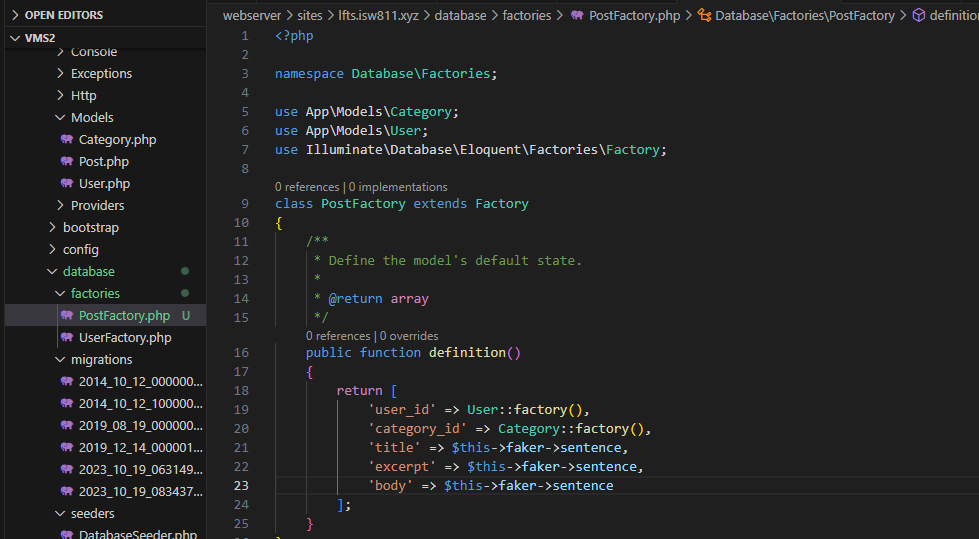 OPEN EDITORS
VMS2
Console
Exceptions
Http
Models
Category.php
Post.php
User.php
Providers
bootstrap
config
database
factories
PostFactory.php U
UserFactory.php
migrations
2014_10_12_000000...
2014_10_12_100000...
2019_08_19_000000...
2019_12_14_000001...
2023_10_19_063149...
2023_10_19_083437...
seeders
DatabaseSeeder.php
webserver > sites > lfts.isw811.xyz > database > factories > PostFactory.php > Database\Factories\PostFactory > definition
1 <?php
2
3 namespace Database\Factories;
4
5 use App\Models\Category;
6 use App\Models\User;
7 use Illuminate\Database\Eloquent\Factories\Factory;
8
0 references | 0 implementations
9 class PostFactory extends Factory
10 {
11 /**
12 * Define the model's default state.
13 *
14 * @return array
15 */
0 references | 0 overrides
16 public function definition()
17 {
18 return [
19 'user_id' => User::factory(),
20 'category_id' => Category::factory(),
21 'title' => $this->faker->sentence,
22 'excerpt' => $this->faker->sentence,
23 'body' => $this->faker->sentence
24 ];
25 }